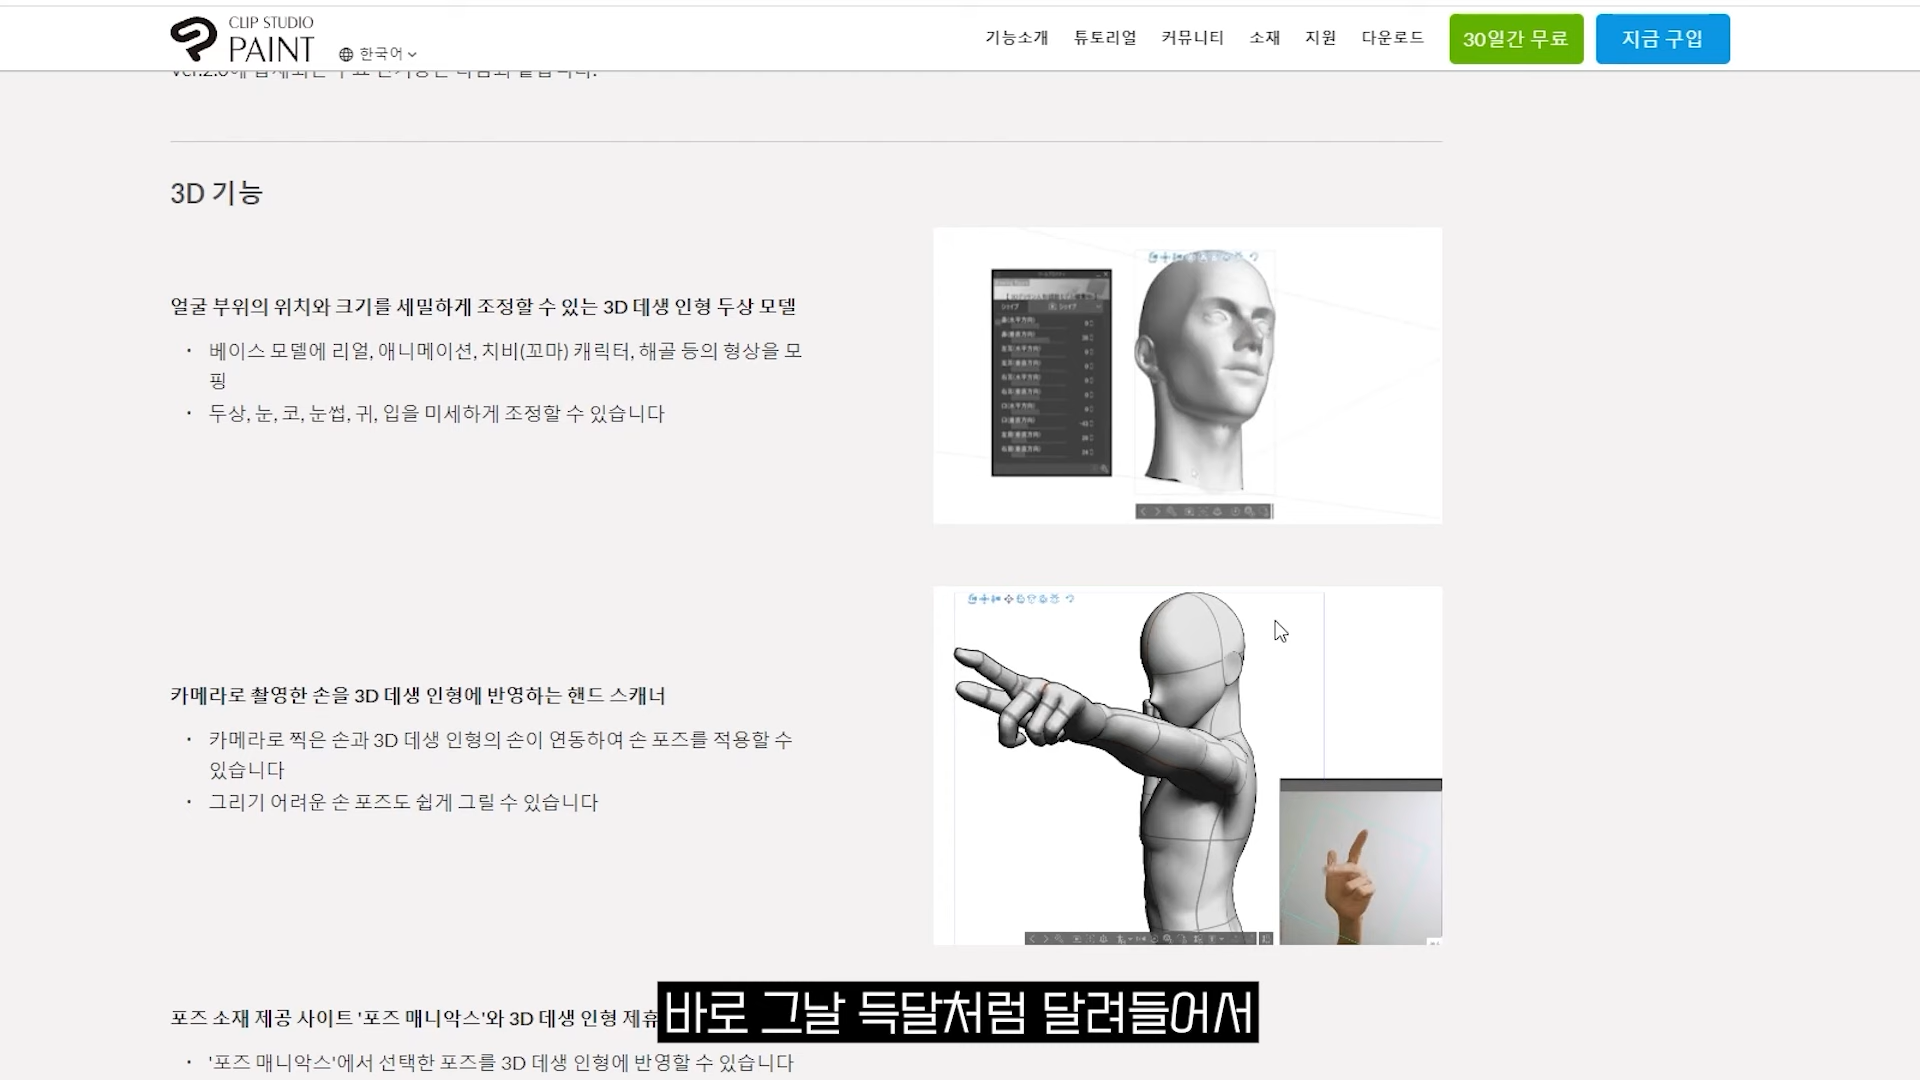 CLIP STUDIO
PAINT
한국어
기능소개 튜토리얼 커뮤니티 소재 지원 다운로드 30일간 무료 지금 구입
3D 기능
얼굴 부위의 위치와 크기를 세밀하게 조정할 수 있는 3D 데생 인형 두상 모델
· 베이스 모델에 리얼, 애니메이션, 치비(꼬마) 캐릭터, 해골 등의 형상을 모
핑
· 두상, 눈, 코, 눈썹, 귀, 입을 미세하게 조정할 수 있습니다
카메라로 촬영한 손을 3D 데생 인형에 반영하는 핸드 스캐너
· 카메라로 찍은 손과 3D 데생 인형의 손이 연동하여 손 포즈를 적용할 수
있습니다
· 그리기 어려운 손 포즈도 쉽게 그릴 수 있습니다
포즈 소재 제공 사이트 '포즈 매니악스'와 3D 데생 인형 제휴
· '포즈 매니악스'에서 선택한 포즈를 3D 데생 인형에 반영할 수 있습니다
바로 그날 득달처럼 달려들어서